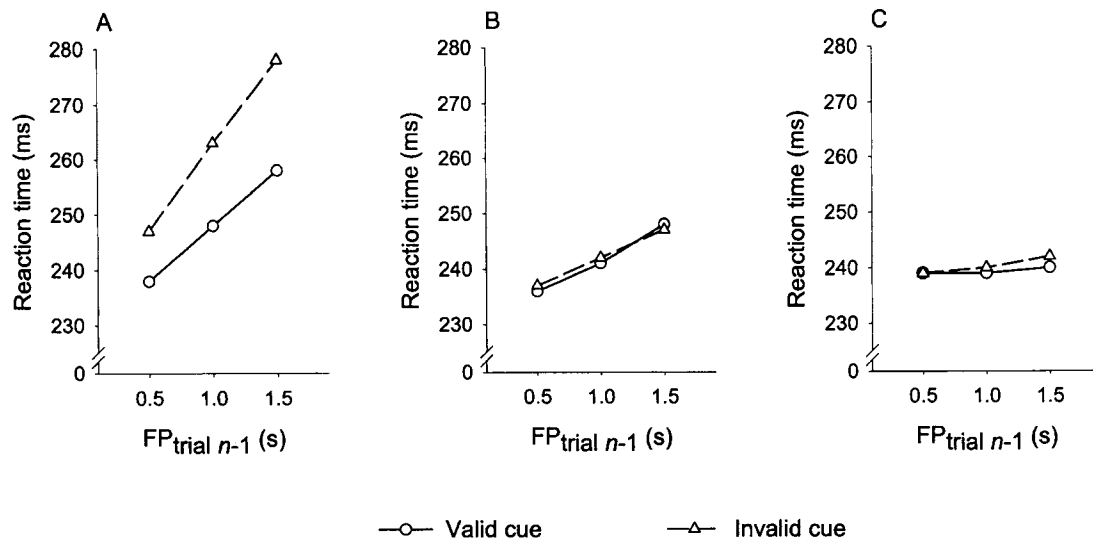 A
B
C
Reaction time (ms)
280
270
260
250
240
230
0
0.5 1.0 1.5
FPtrial n-1 (s)
Reaction time (ms)
280
270
260
250
240
230
0
0.5 1.0 1.5
FPtrial n-1 (s)
Reaction time (ms)
280
270
260
250
240
230
0
0.5 1.0 1.5
FPtrial n-1 (s)
Valid cue
Invalid cue